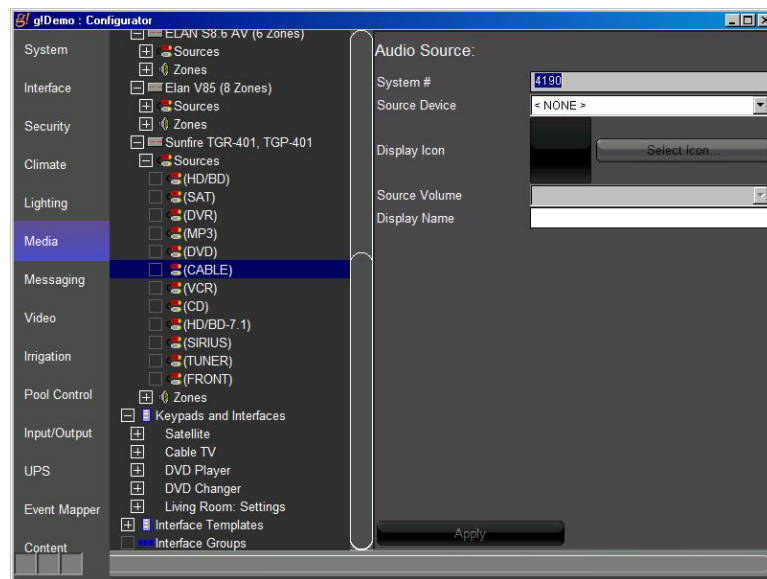 g! g!Demo : Configurator
System
Interface
Security
Climate
Lighting
Media
Messaging
Video
Irrigation
Pool Control
Input/Output
UPS
Event Mapper
Content
ELAN S8.6 AV (6 Zones)
Sources
Zones
Elan V85 (8 Zones)
Sources
Zones
Sunfire TGR-401, TGP-401
Sources
(HD/BD)
(SAT)
(DVR)
(MP3)
(DVD)
(CABLE)
(VCR)
(CD)
(HD/BD-7.1)
(SIRIUS)
(TUNER)
(FRONT)
Zones
Keypads and Interfaces
Satellite
Cable TV
DVD Player
DVD Changer
Living Room: Settings
Interface Templates
Interface Groups
Audio Source:
System # 4190
Source Device < NONE >
Display Icon Select Icon...
Source Volume
Display Name
Apply